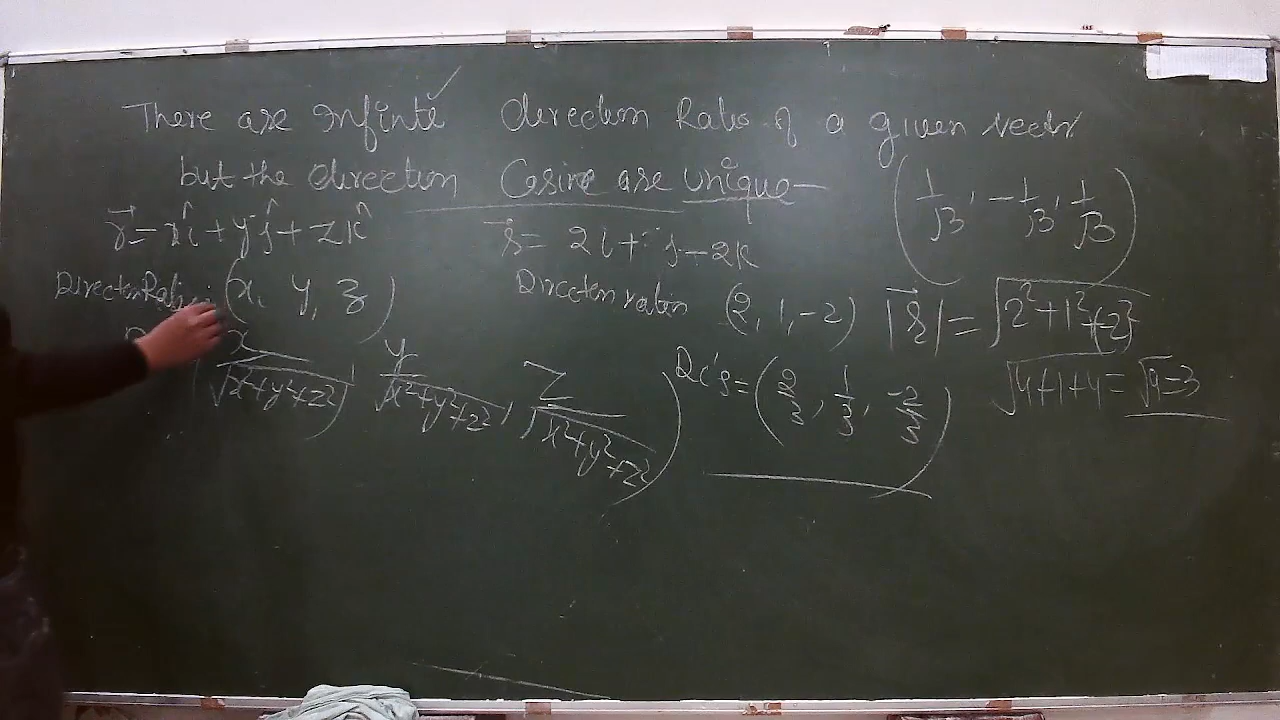 There are Infinite ✓ direction Ratio of a given vector
but the direction Cosine are unique
(1/√3, -1/√3, 1/√3)
r⃗ = xî + yĵ + zk̂
r⃗ = 2i + j - 2k
Direction Ratio (x, y, z)
Direction ratios (2, 1, -2)
|r⃗| = √2²+1²+(-2)²
(x/√x²+y²+z², y/√x²+y²+z², z/√x²+y²+z²)
= (2/3, 1/3, -2/3)
√4+1+4 = √9=3